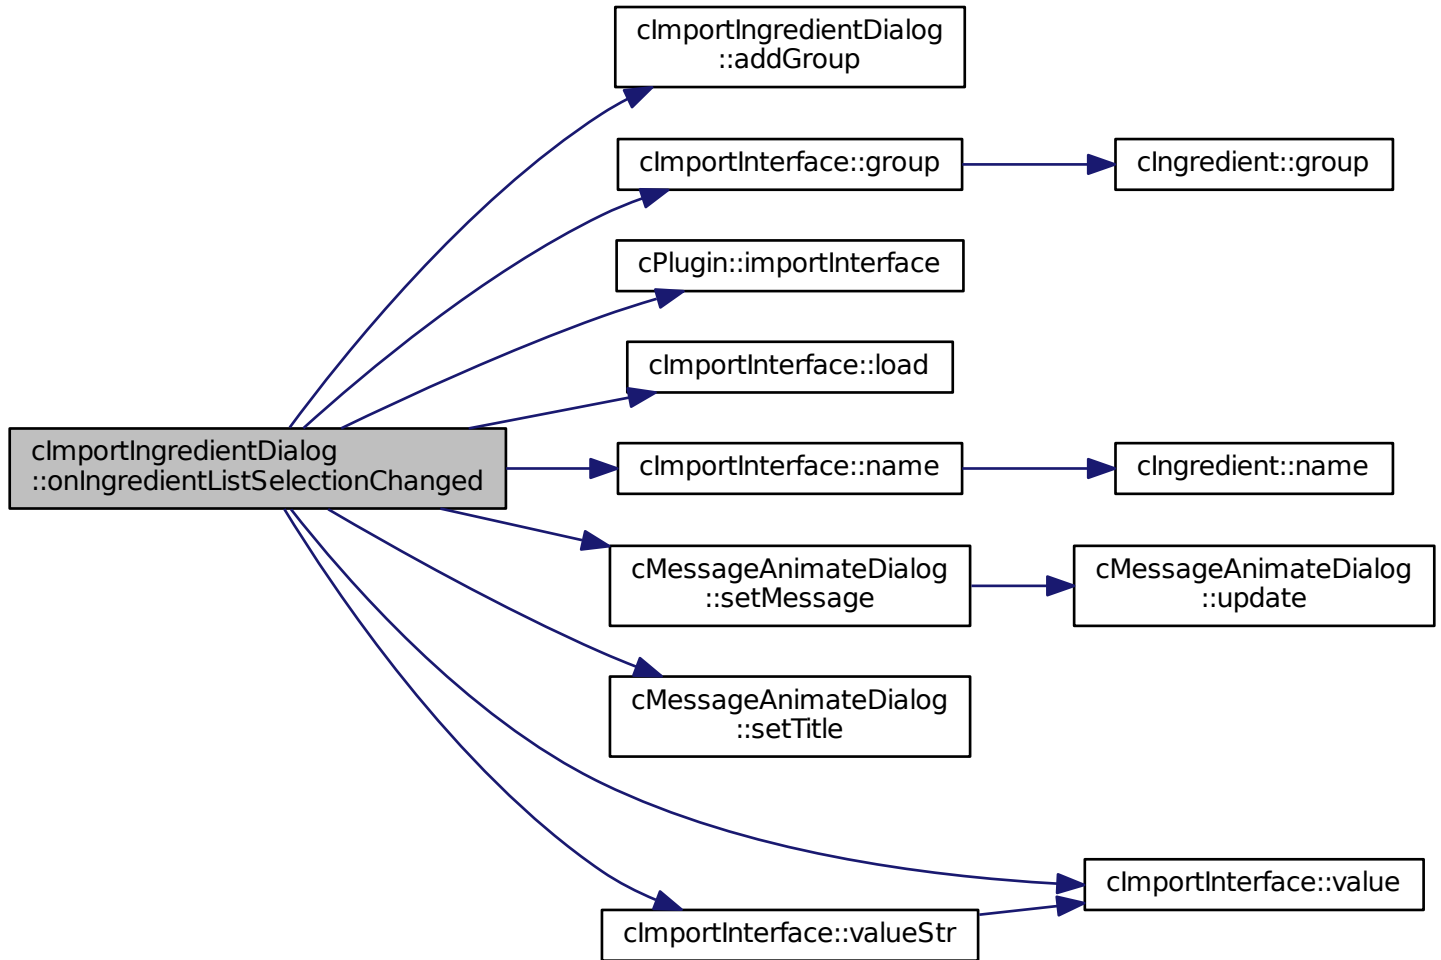 cImportIngredientDialog
::addGroup
cImportInterface::group
cIngredient::group
cPlugin::importInterface
cImportInterface::load
cImportIngredientDialog
::onIngredientListSelectionChanged
cImportInterface::name
cIngredient::name
cMessageAnimateDialog
::setMessage
cMessageAnimateDialog
::update
cMessageAnimateDialog
::setTitle
cImportInterface::value
cImportInterface::valueStr